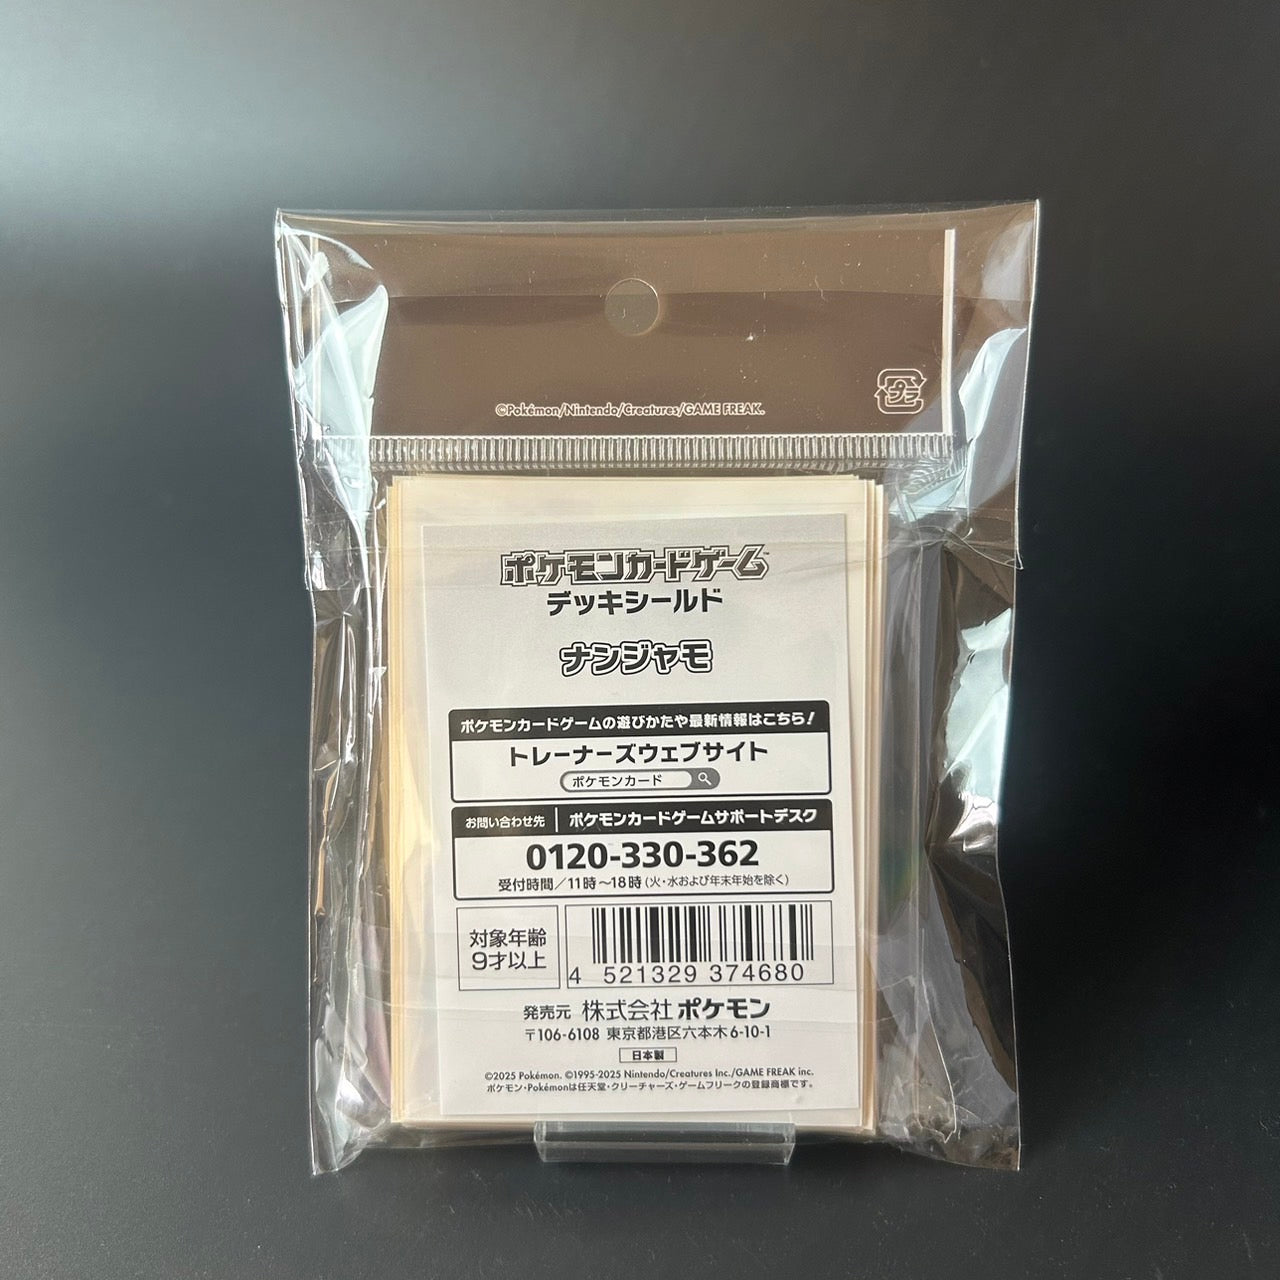 ©Pokémon/Nintendo/Creatures/GAME FREAK.
プラ
ポケモンカードゲーム™
デッキシールド
ナンジャモ
ポケモンカードゲームの遊びかたや最新情報はこちら!
トレーナーズウェブサイト
ポケモンカード
お問い合わせ先 ポケモンカードゲームサポートデスク
0120-330-362
受付時間/11時~18時(火・水および年末年始を除く)
対象年齢
9才以上
4 521329 374680
発売元 株式会社ポケモン
〒106-6108 東京都港区六本木6-10-1
日本製
©2025 Pokémon. ©1995-2025 Nintendo/Creatures Inc./GAME FREAK inc.
ポケモン・Pokémonは任天堂・クリーチャーズ・ゲームフリークの登録商標です。